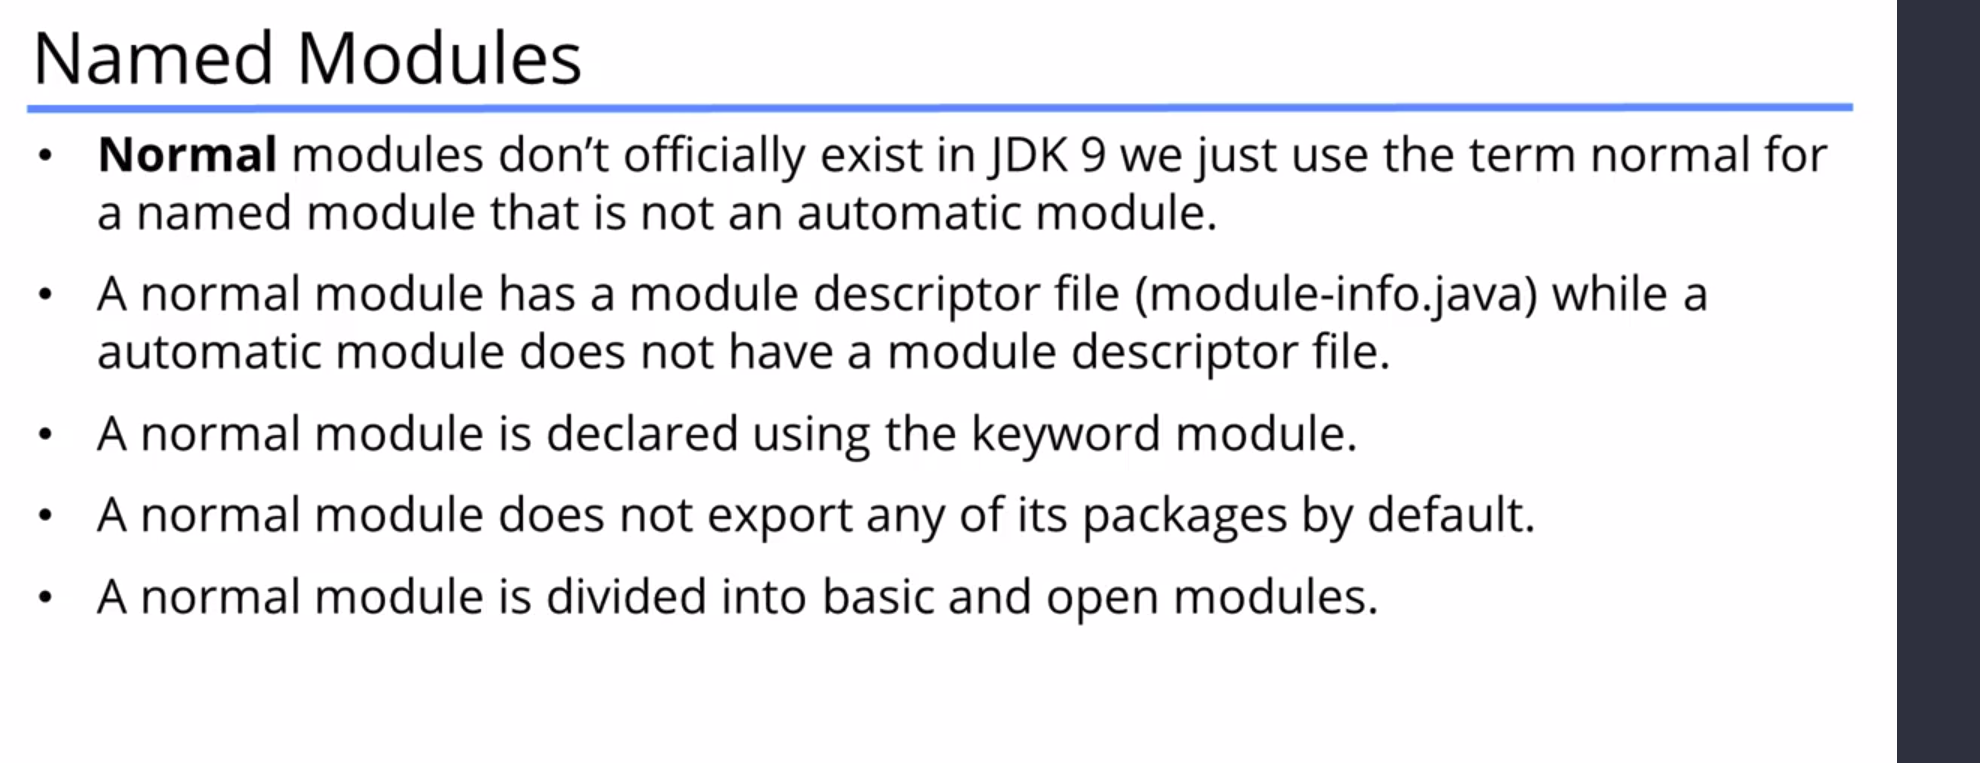 Named Modules
• Normal modules don’t officially exist in JDK 9 we just use the term normal for
a named module that is not an automatic module.
• A normal module has a module descriptor file (module-info.java) while a
automatic module does not have a module descriptor file.
• A normal module is declared using the keyword module.
• A normal module does not export any of its packages by default.
• A normal module is divided into basic and open modules.